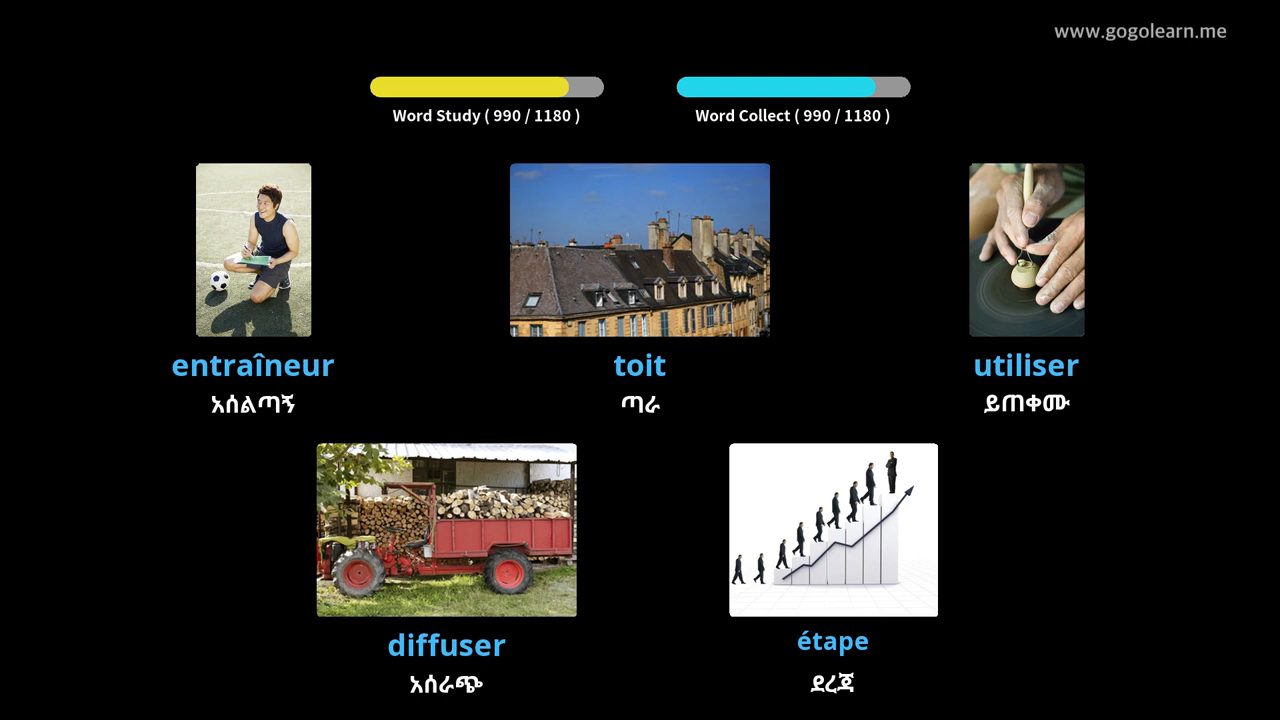 www.gogolearn.me
Word Study ( 990 / 1180 )
Word Collect ( 990 / 1180 )
entraîneur
አሰልጣኝ
toit
ጣራ
utiliser
ይጠቀሙ
diffuser
አሰራጭ
étape
ደረጃ